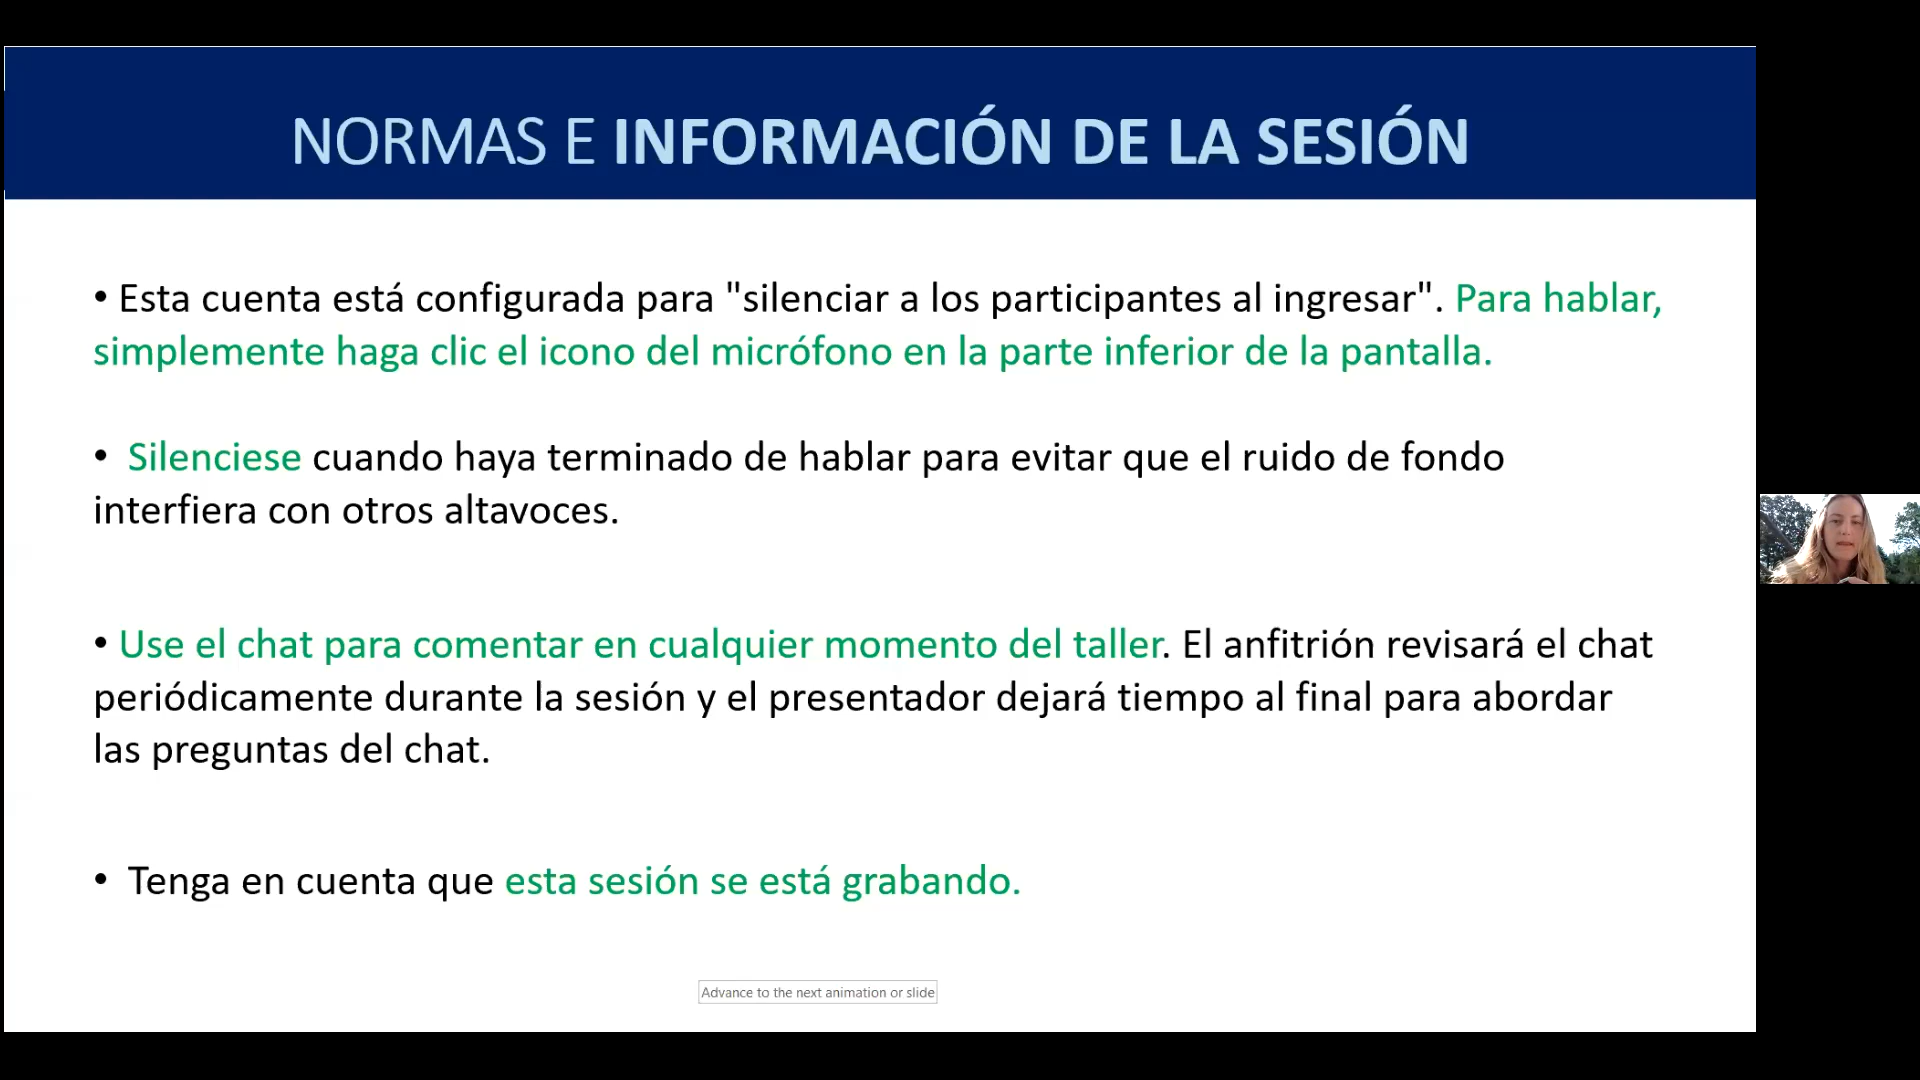 NORMAS E INFORMACIÓN DE LA SESIÓN
• Esta cuenta está configurada para "silenciar a los participantes al ingresar". Para hablar,
simplemente haga clic el icono del micrófono en la parte inferior de la pantalla.
• Silenciese cuando haya terminado de hablar para evitar que el ruido de fondo
interfiera con otros altavoces.
• Use el chat para comentar en cualquier momento del taller. El anfitrión revisará el chat
periódicamente durante la sesión y el presentador dejará tiempo al final para abordar
las preguntas del chat.
• Tenga en cuenta que esta sesión se está grabando.
Advance to the next animation or slide